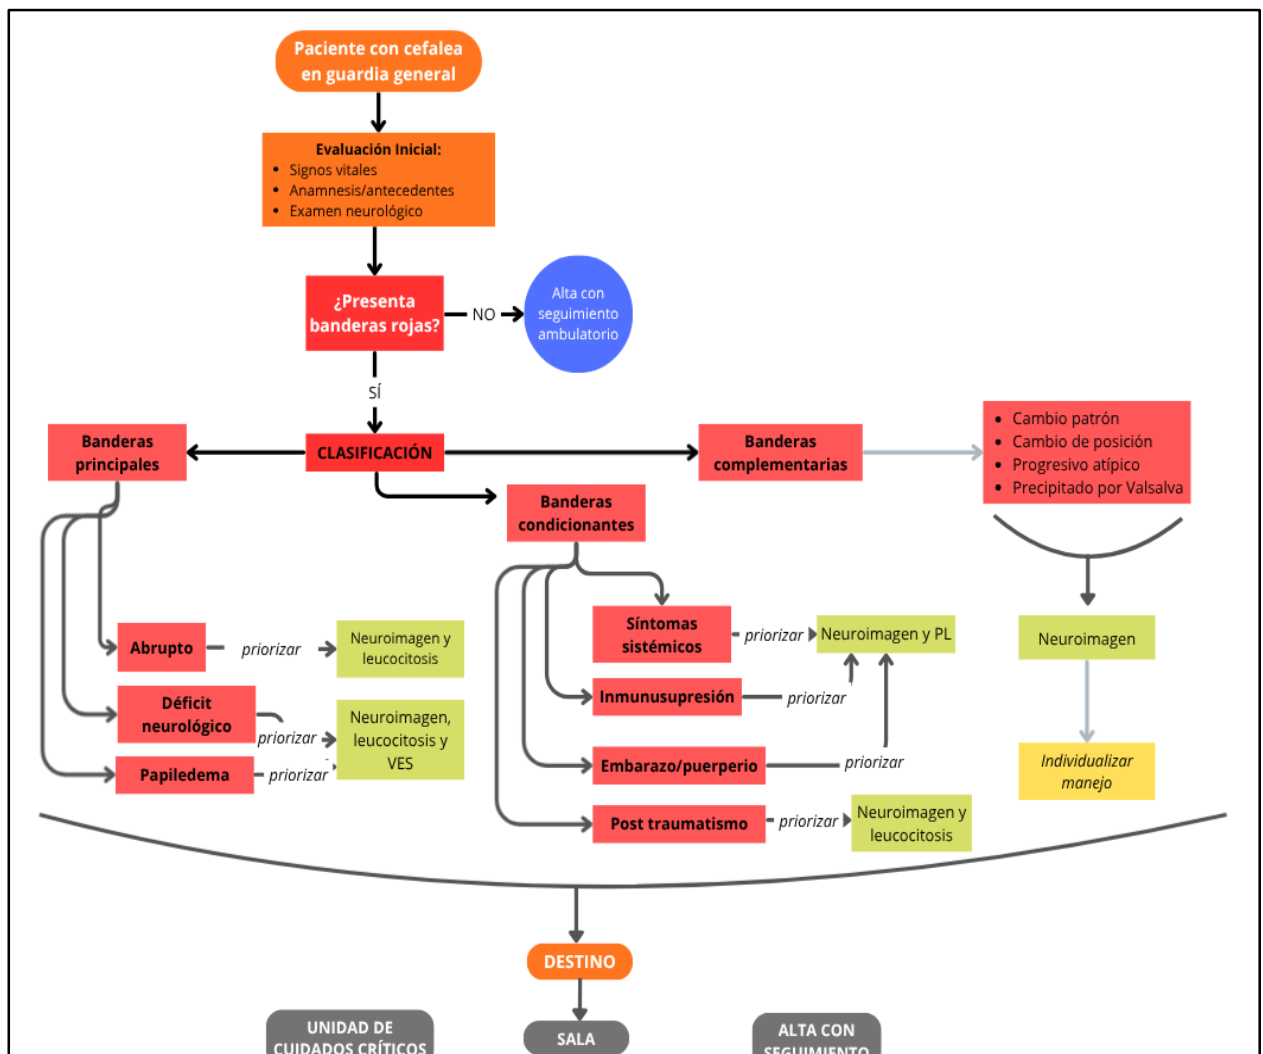 Paciente con cefalea
en guardia general
Evaluación Inicial:
• Signos vitales
• Anamnesis/antecedentes
• Examen neurológico
¿Presenta
banderas rojas?
NO
Alta con
seguimiento
ambulatorio
SÍ
CLASIFICACIÓN
Banderas
principales
Banderas
complementarias
• Cambio patrón
• Cambio de posición
• Progresivo atípico
• Precipitado por Valsalva
Banderas
condicionantes
Abrupto
priorizar
Neuroimagen y
leucocitosis
Déficit
neurológico
priorizar
Neuroimagen,
leucocitosis y
VES
Papiledema
priorizar
Síntomas
sistémicos
priorizar
Neuroimagen y PL
Inmunusupresión
priorizar
Embarazo/puerperio
priorizar
Post traumatismo
priorizar
Neuroimagen y
leucocitosis
Neuroimagen
Individualizar
manejo
DESTINO
UNIDAD DE
CUIDADOS CRÍTICOS
SALA
ALTA CON
SEGUIMIENTO